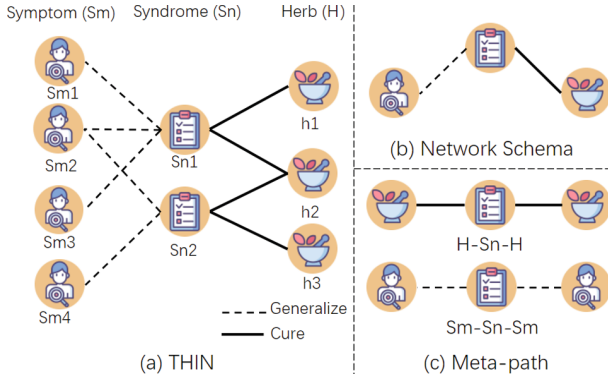 Symptom (Sm) Syndrome (Sn) Herb (H)
Sm1
Sm2
Sm3
Sm4
Sn1
Sn2
h1
h2
h3
Generalize
Cure
(a) THIN
(b) Network Schema
H-Sn-H
Sm-Sn-Sm
(c) Meta-path